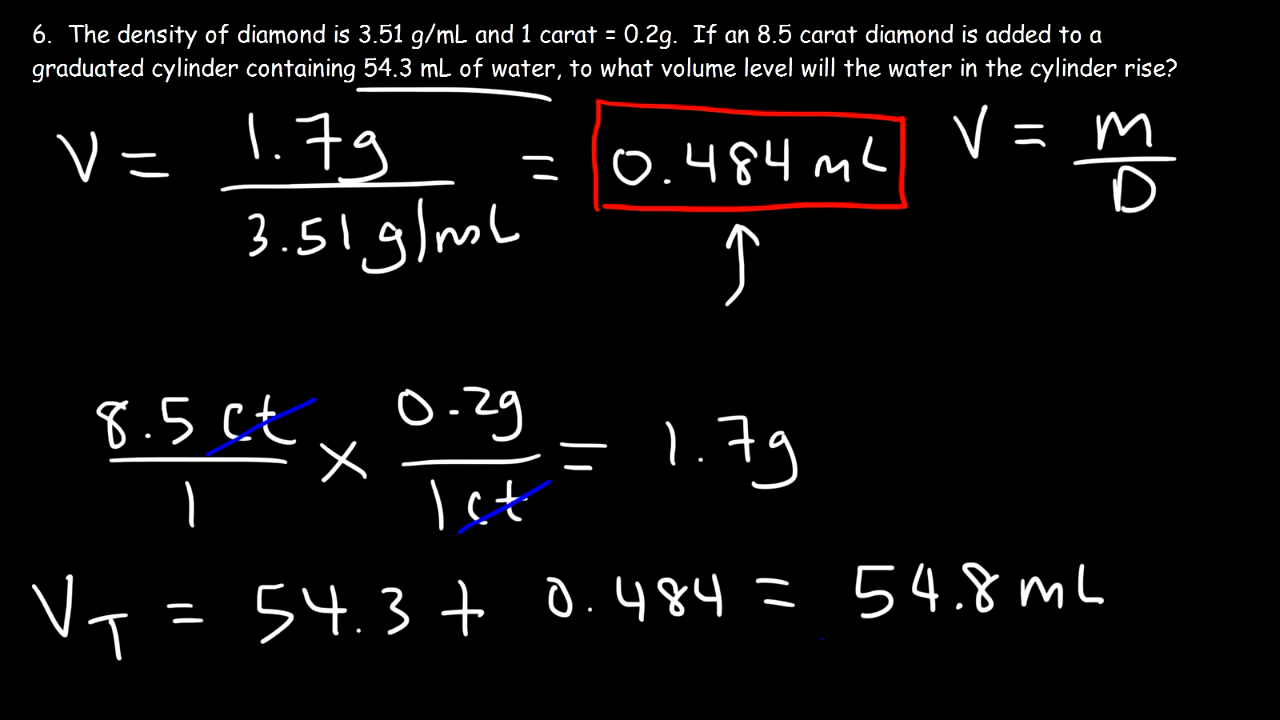 6. The density of diamond is 3.51 g/mL and 1 carat = 0.2g. If an 8.5 carat diamond is added to a
graduated cylinder containing 54.3 mL of water, to what volume level will the water in the cylinder rise?
V = 1.7g / 3.51 g/mL = 0.484 mL
V = m / D
8.5 ct / 1 x 0.2g / 1 ct = 1.7g
VT = 54.3 + 0.484 = 54.8 mL